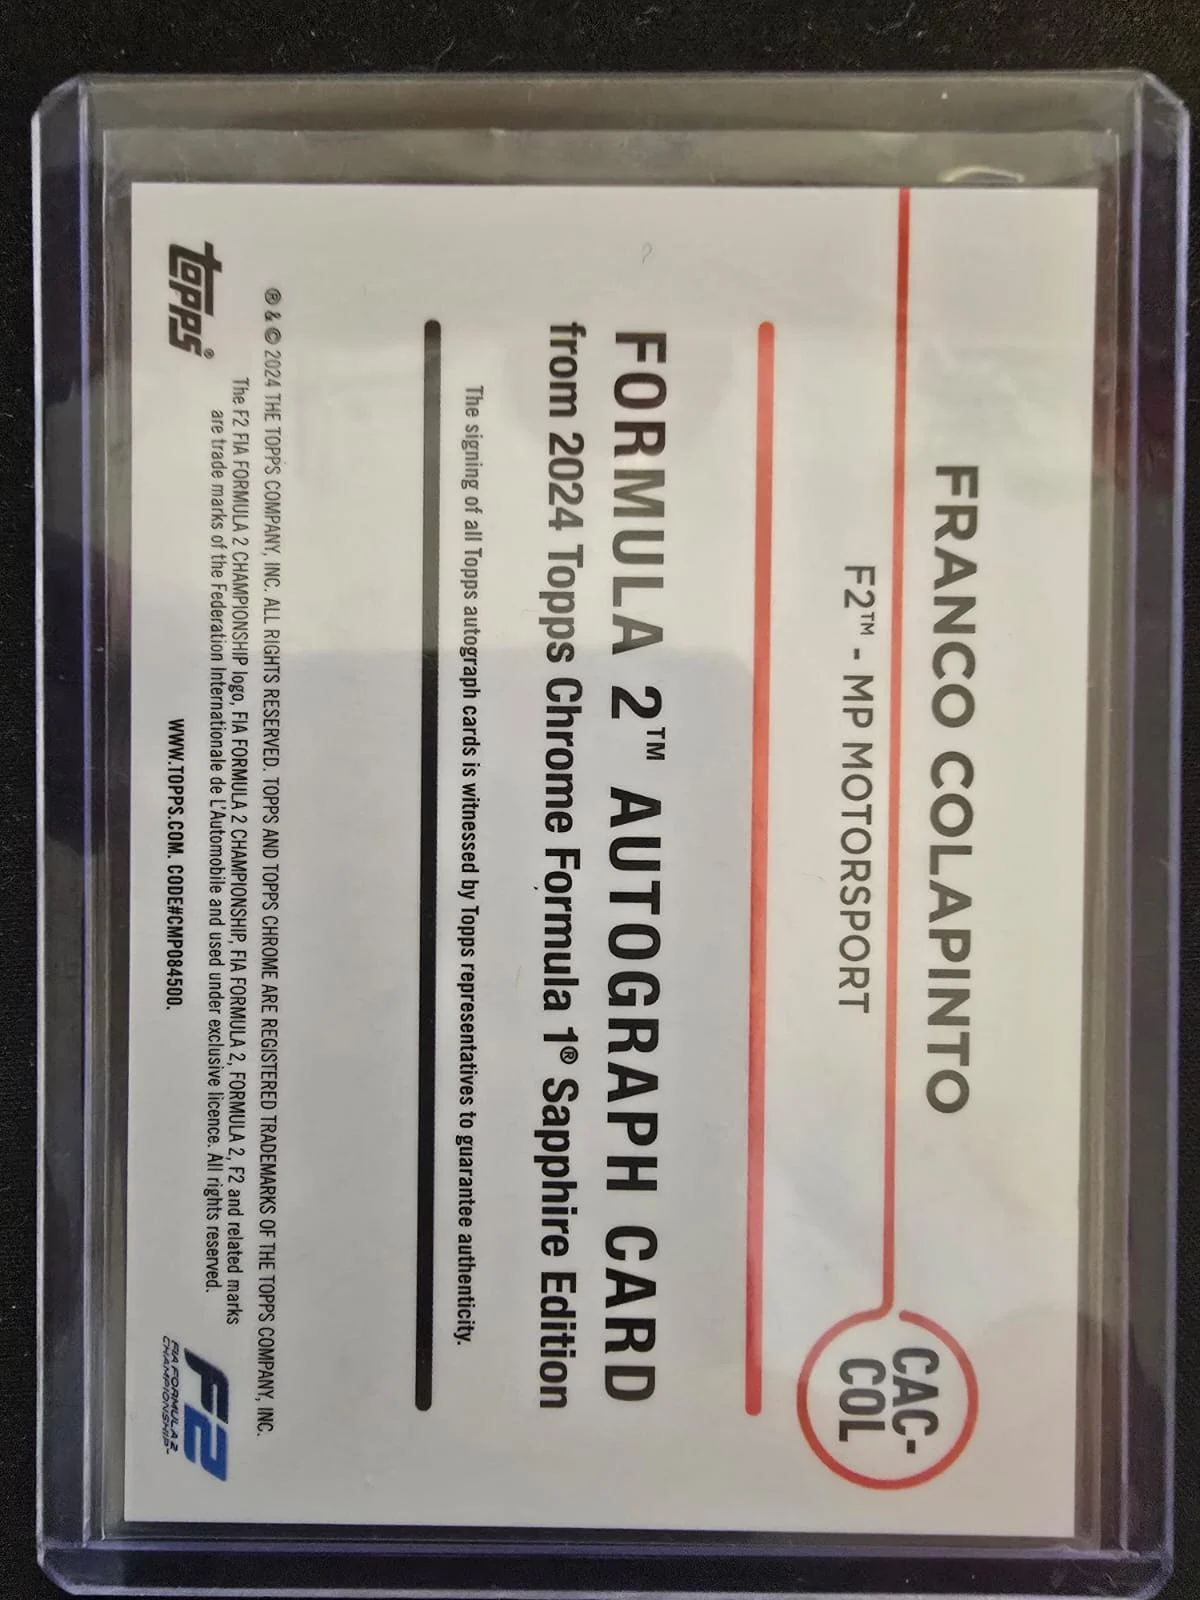 FRANCO COLAPINTO
CAC-
COL
F2™ - MP MOTORSPORT
FORMULA 2™ AUTOGRAPH CARD
from 2024 Topps Chrome Formula 1® Sapphire Edition
The signing of all Topps autograph cards is witnessed by Topps representatives to guarantee authenticity.
® & © 2024 THE TOPPS COMPANY, INC. ALL RIGHTS RESERVED. TOPPS AND TOPPS CHROME ARE REGISTERED TRADEMARKS OF THE TOPPS COMPANY, INC.
The F2 FIA FORMULA 2 CHAMPIONSHIP logo, FIA FORMULA 2 CHAMPIONSHIP, FIA FORMULA 2, FORMULA 2, F2 and related marks
are trade marks of the Federation Internationale de L'Automobile and used under exclusive licence. All rights reserved.
WWW.TOPPS.COM. CODE#CMP084500.
topps®
F2
FIA FORMULA 2
CHAMPIONSHIP™